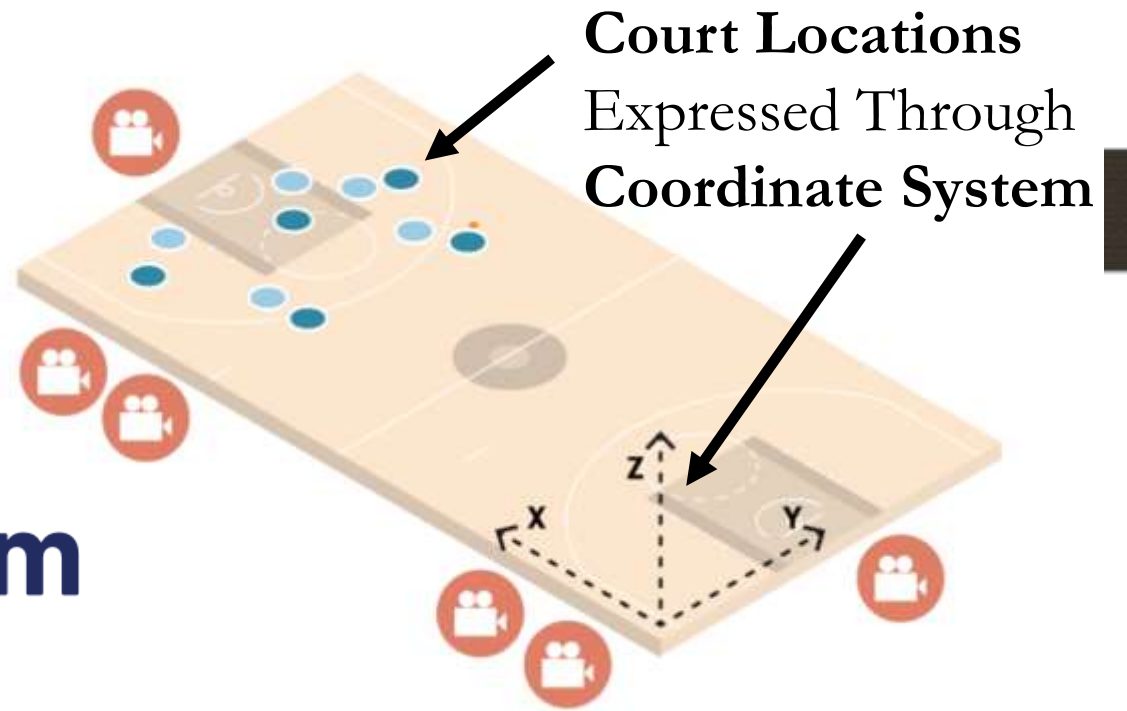 Court Locations
Expressed Through
Coordinate System
Z
X
Y
m